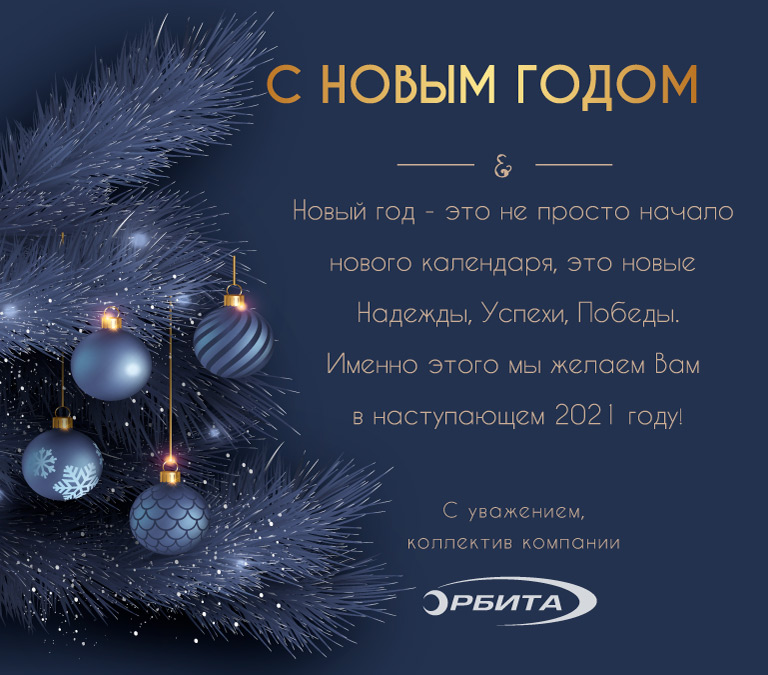 С НОВЫМ ГОДОМ
&
Новый год - это не просто начало
нового календаря, это новые
Надежды, Успехи, Победы.
Именно этого мы желаем Вам
в наступающем 2021 году!
С уважением,
коллектив компании
ОРБИТА